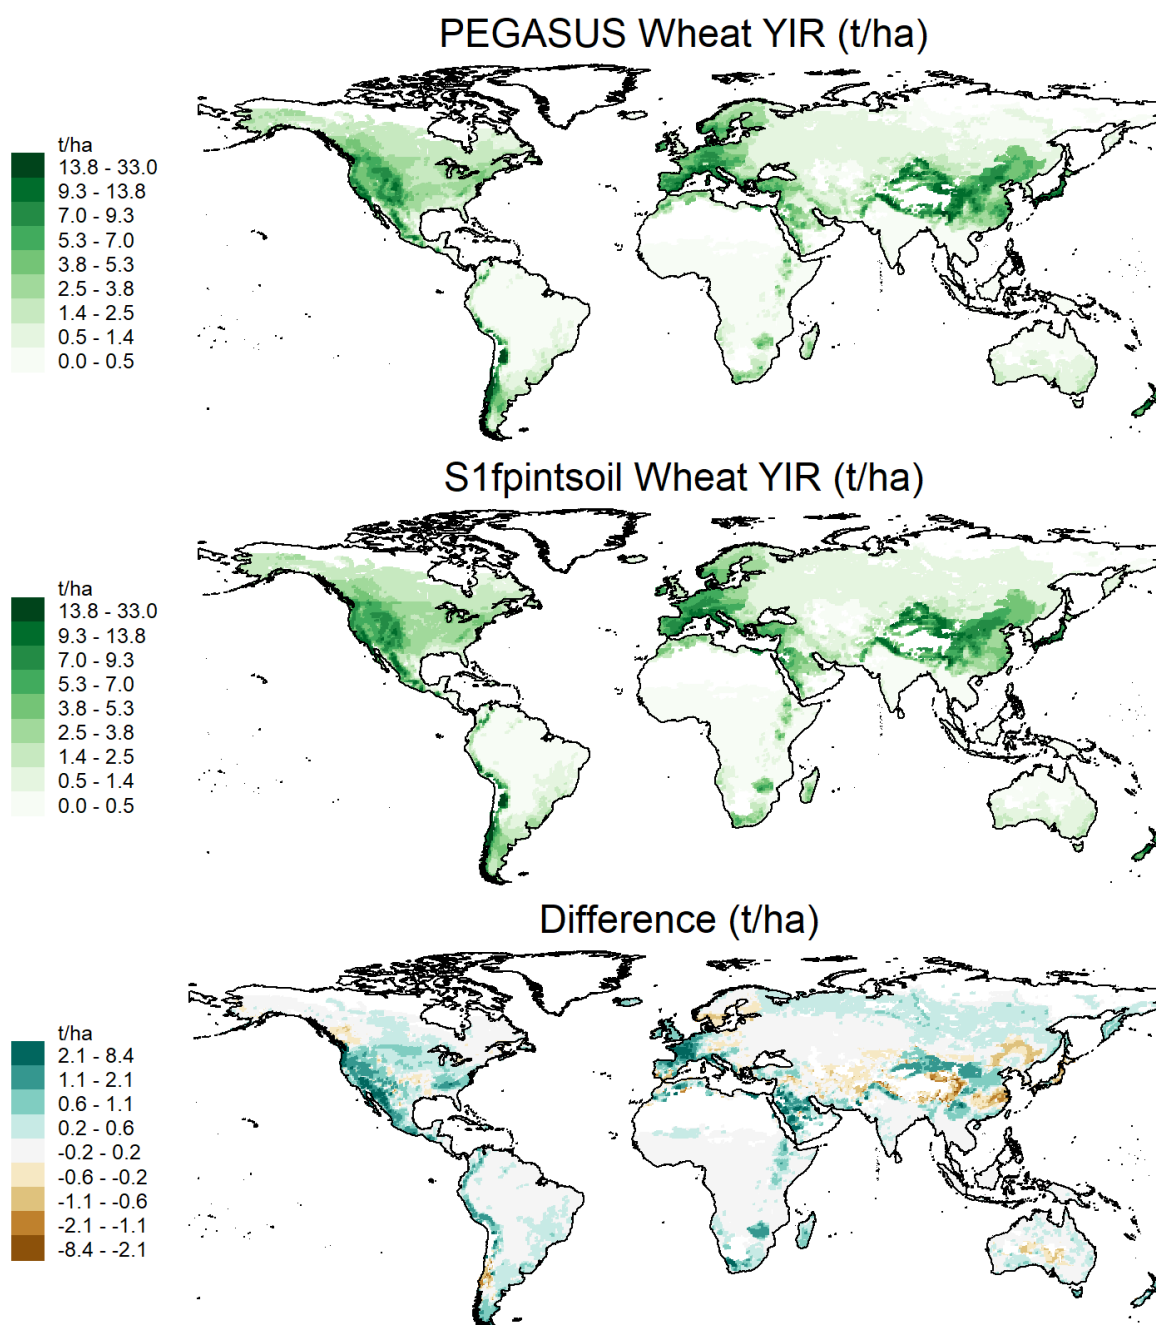 PEGASUS Wheat YIR (t/ha)
t/ha
13.8 - 33.0
9.3 - 13.8
7.0 - 9.3
5.3 - 7.0
3.8 - 5.3
2.5 - 3.8
1.4 - 2.5
0.5 - 1.4
0.0 - 0.5
S1fpintsoil Wheat YIR (t/ha)
t/ha
13.8 - 33.0
9.3 - 13.8
7.0 - 9.3
5.3 - 7.0
3.8 - 5.3
2.5 - 3.8
1.4 - 2.5
0.5 - 1.4
0.0 - 0.5
Difference (t/ha)
t/ha
2.1 - 8.4
1.1 - 2.1
0.6 - 1.1
0.2 - 0.6
-0.2 - 0.2
-0.6 - -0.2
-1.1 - -0.6
-2.1 - -1.1
-8.4 - -2.1